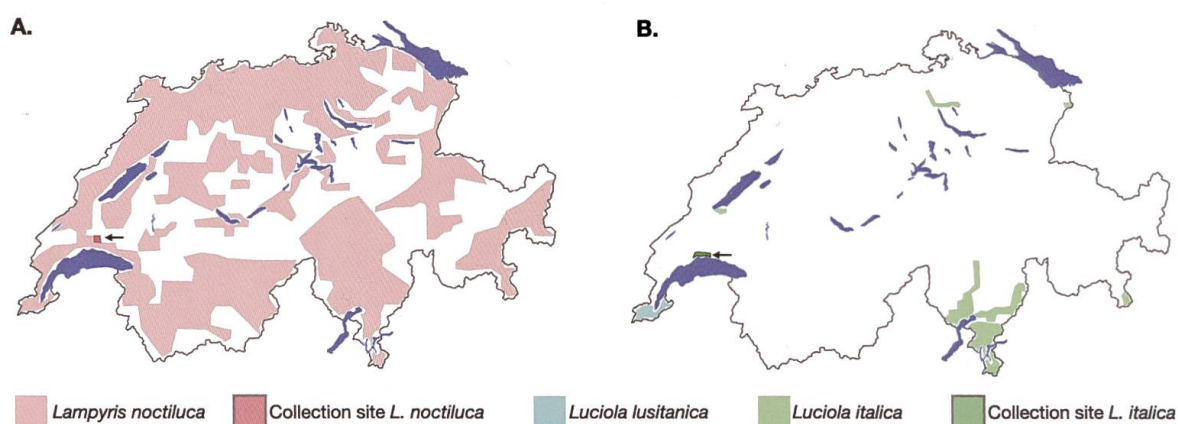 A.
B.
Lampyris noctiluca
Collection site L. noctiluca
Luciola lusitanica
Luciola italica
Collection site L. italica